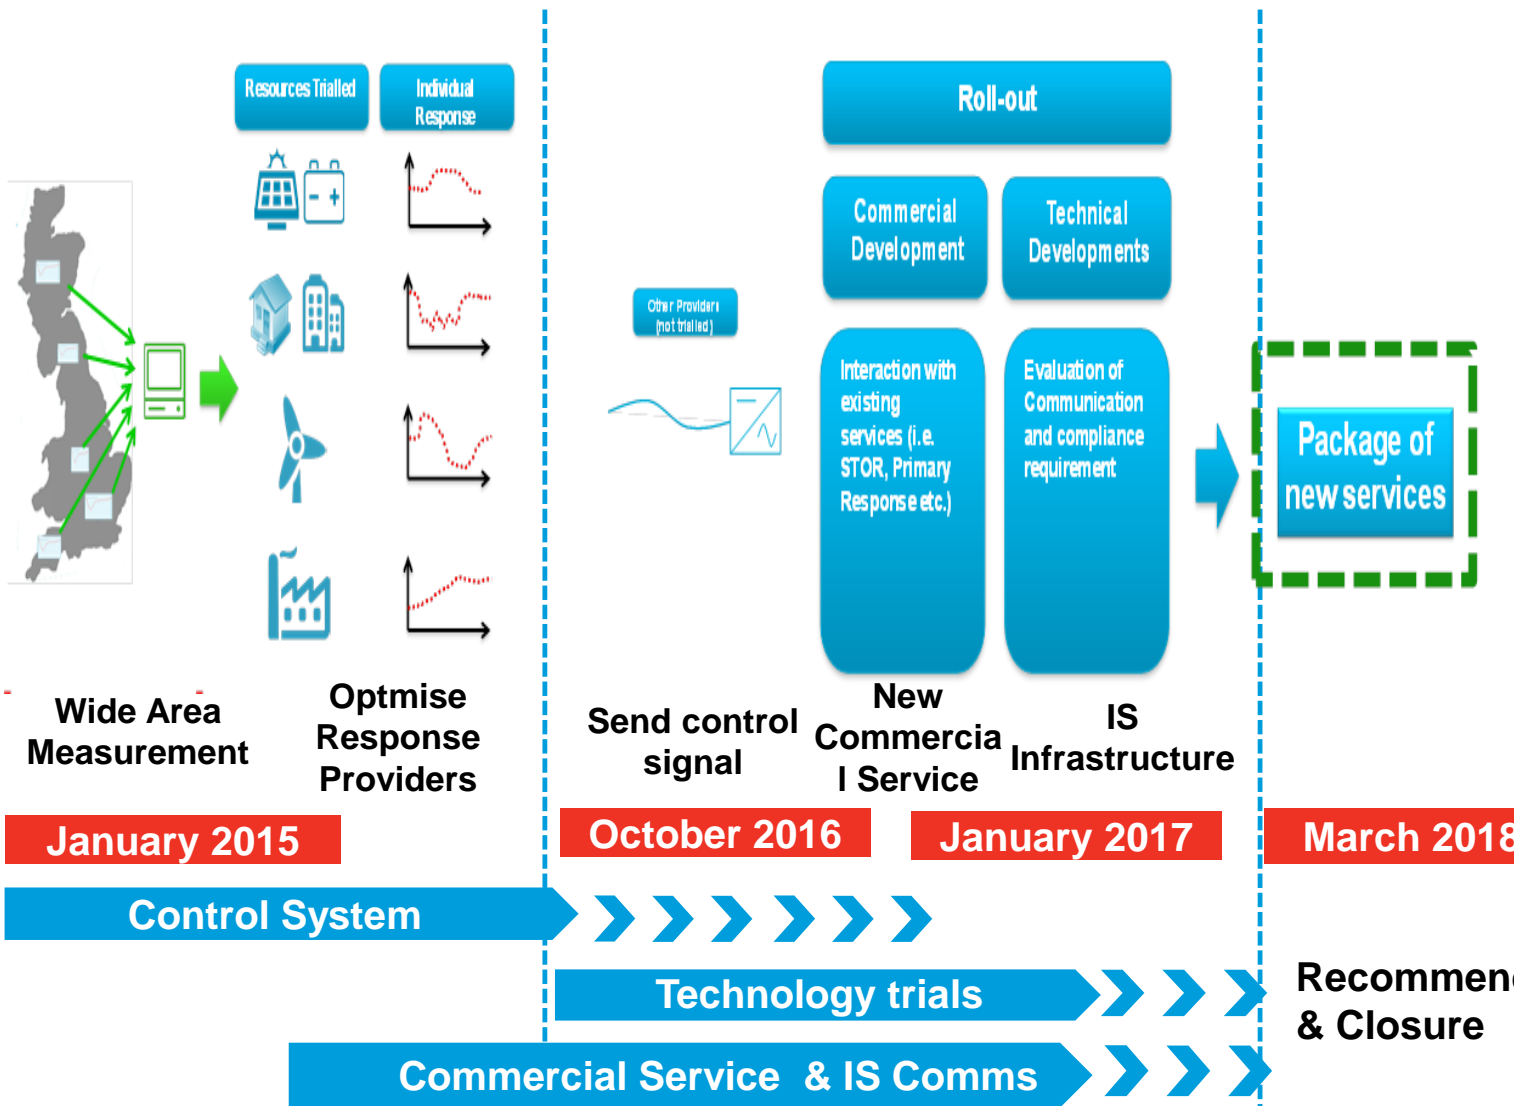 Resources Trialled
Individual
Response
Roll-out
Commercial
Development
Technical
Developments
Other Providers
(not trialled)
Interaction with
existing
services (i.e.
STOR, Primary
Response etc.)
Evaluation of
Communication
and compliance
requirement
Package of
new services
Wide Area
Measurement
Optmise
Response
Providers
Send control
signal
New
Commercia
l Service
IS
Infrastructure
January 2015
October 2016
January 2017
March 2018
Control System
Technology trials
Recommend
& Closure
Commercial Service & IS Comms